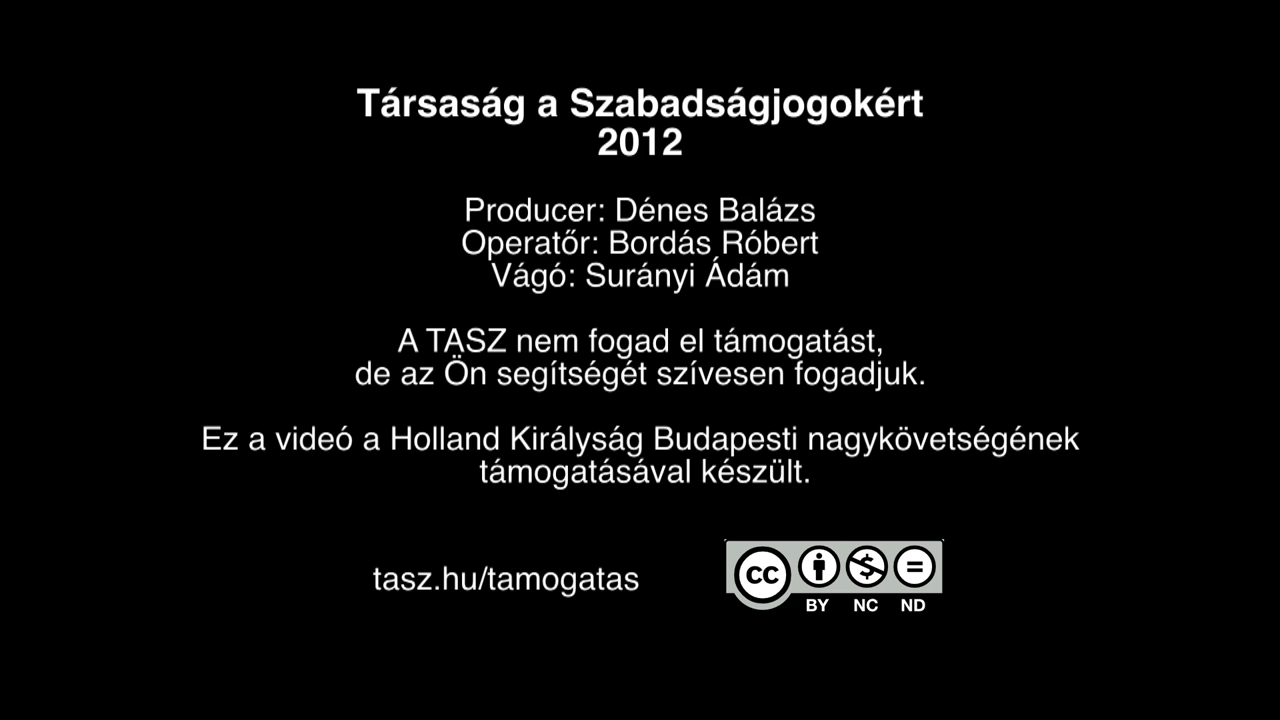 Társaság a Szabadságjogokért
2012
Producer: Dénes Balázs
Operatőr: Bordás Róbert
Vágó: Surányi Ádám
A TASZ nem fogad el támogatást,
de az Ön segítségét szívesen fogadjuk.
Ez a videó a Holland Királyság Budapesti nagykövetségének
támogatásával készült.
tasz.hu/tamogatas
CC
BY NC ND